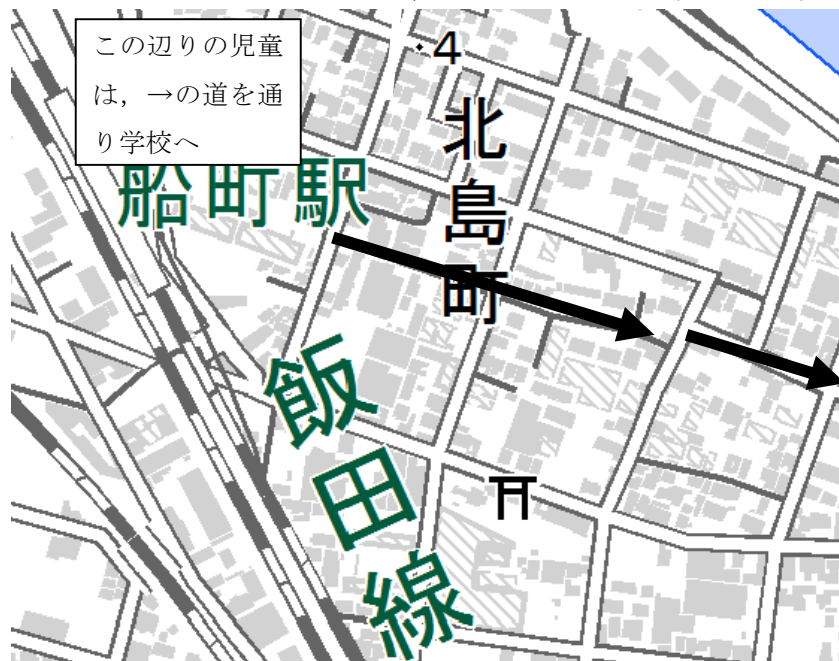 この辺りの児童
は，→の道を通
り学校へ
・4
北島町
船町駅
飯田線